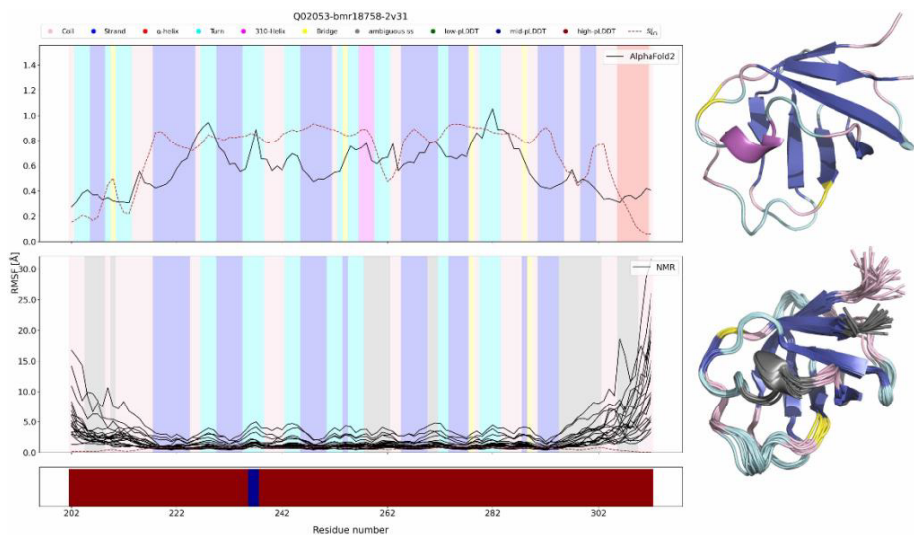 Q02053-bmr18758-2v31
Coil Strand α-helix Turn 310-Helix Bridge ambiguous ss low-pLDDT mid-pLDDT high-pLDDT
AlphaFold2
1.4
1.2
1.0
0.8
0.6
0.4
0.2
0.0
RMSF [Å]
NMR
30.0
25.0
20.0
15.0
10.0
5.0
0.0
202 222 242 262 282 302
Residue number